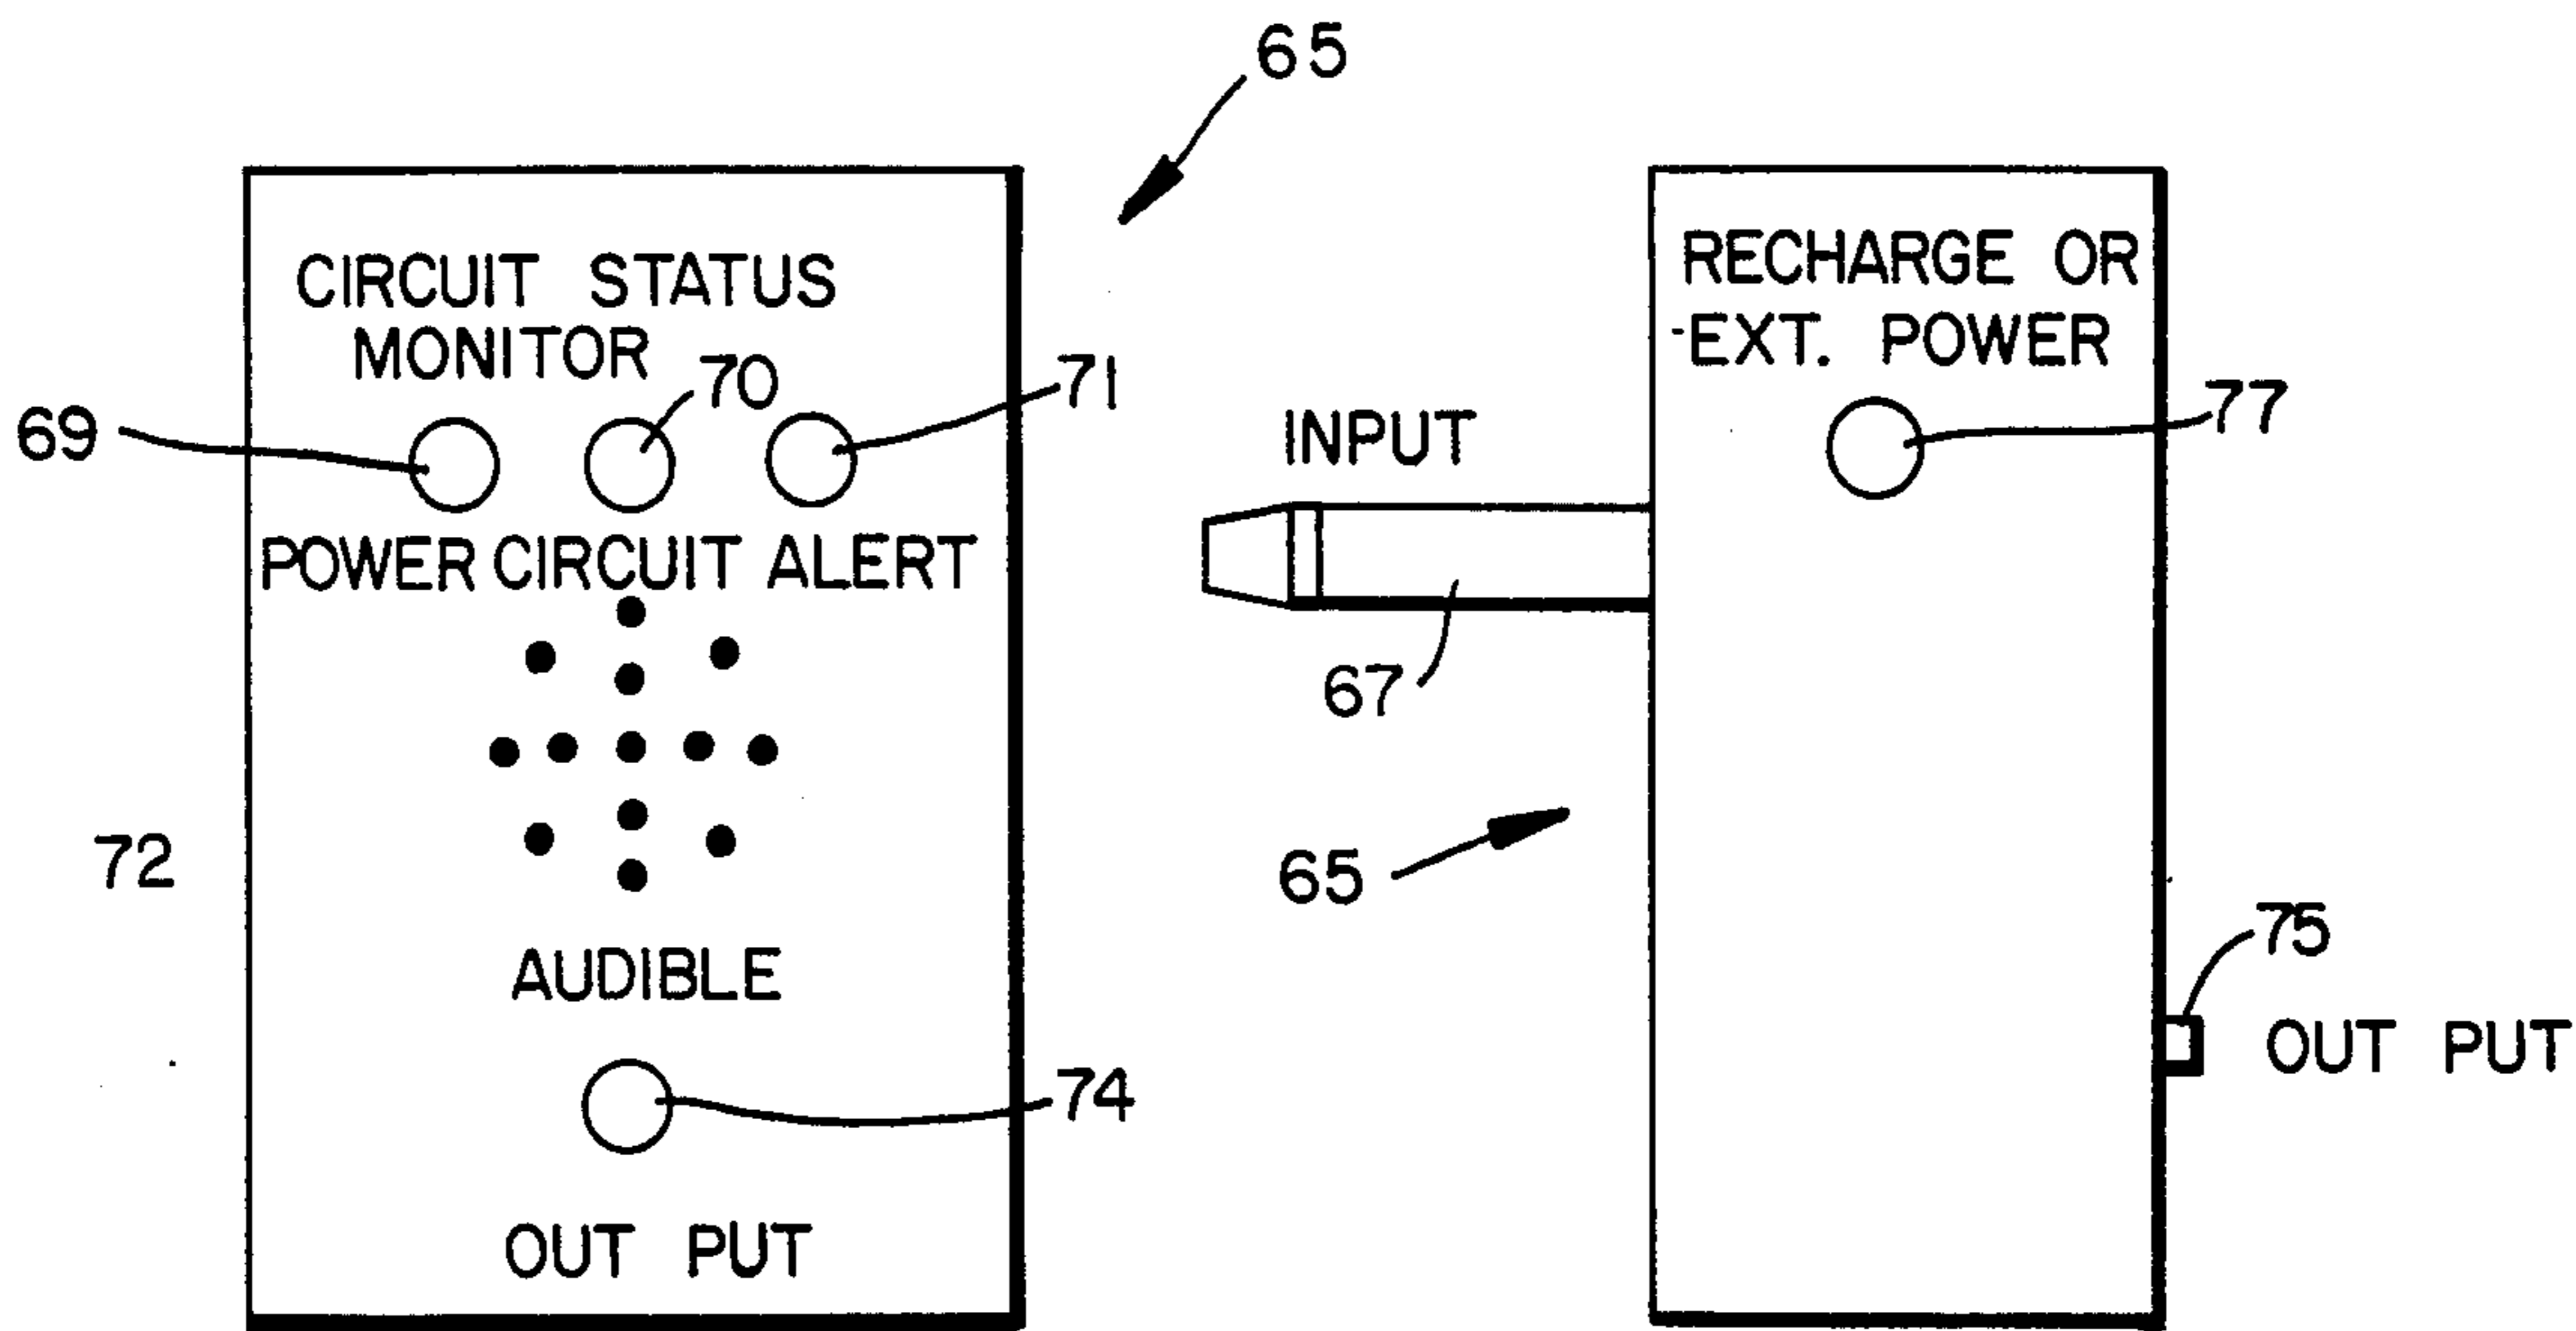 65
CIRCUIT STATUS
MONITOR
69
70
71
POWER CIRCUIT ALERT
72
AUDIBLE
74
OUT PUT
RECHARGE OR
EXT. POWER
77
INPUT
67
65
75
OUT PUT